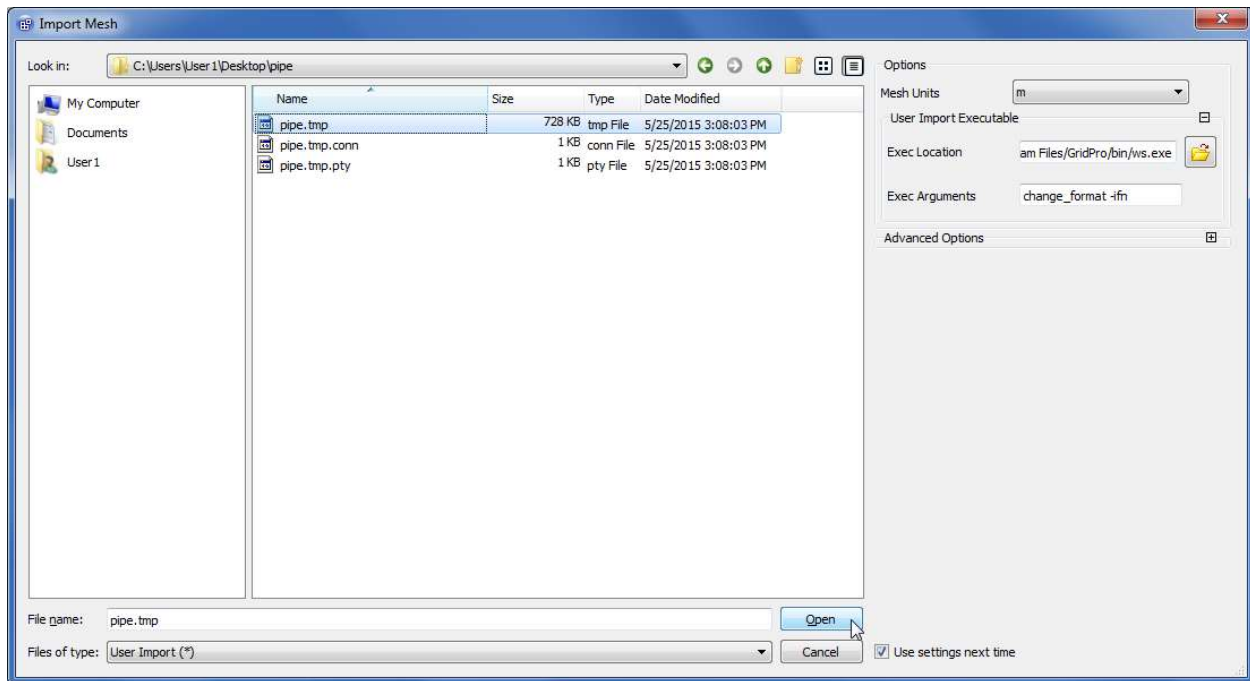 Import Mesh
Look in: C:\Users\User1\Desktop\pipe
My Computer
Documents
User1
Name Size Type Date Modified
pipe.tmp 728 KB tmp File 5/25/2015 3:08:03 PM
pipe.tmp.conn 1 KB conn File 5/25/2015 3:08:03 PM
pipe.tmp.pty 1 KB pty File 5/25/2015 3:08:03 PM
Options
Mesh Units m
User Import Executable
Exec Location am Files/GridPro/bin/ws.exe
Exec Arguments change_format -ifn
Advanced Options
File name: pipe.tmp Open
Files of type: User Import (*) Cancel
Use settings next time